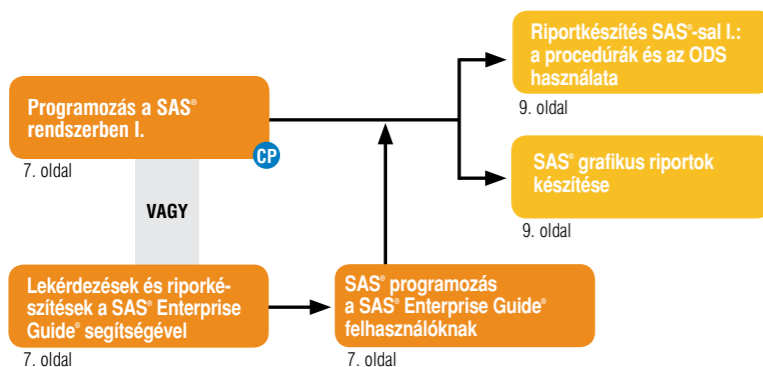 Programozás a SAS® 
rendszerben I.
CP
7. oldal
VAGY
Lekérdezések és riporké-
szítések a SAS® Enterprise
Guide® segítségével
7. oldal
SAS® programozás
a SAS® Enterprise Guide®
felhasználóknak
7. oldal
Riportkészítés SAS®-sal I.:
a procedúrák és az ODS
használata
9. oldal
SAS® grafikus riportok
készítése
9. oldal